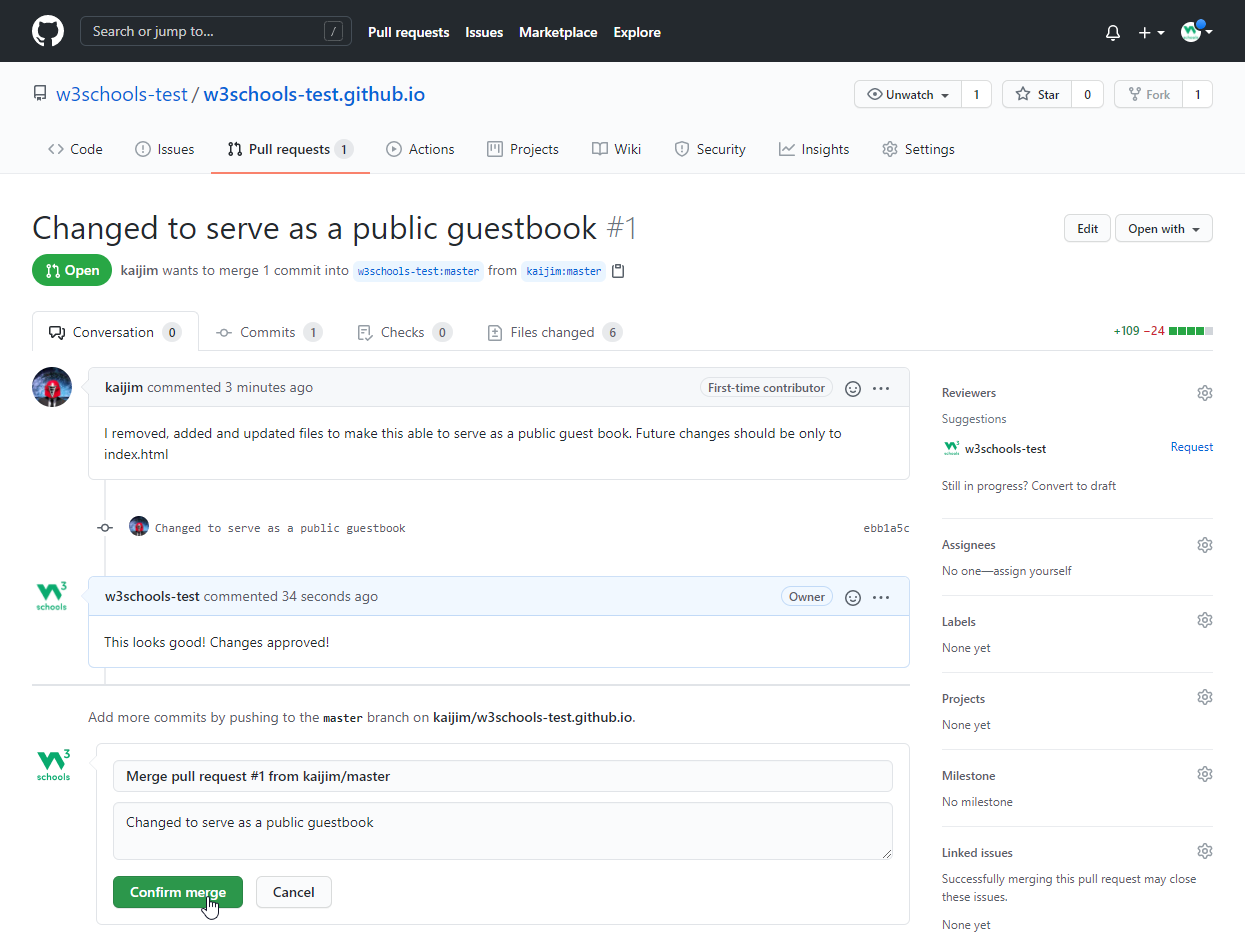 Search or jump to... /
Pull requests Issues Marketplace Explore
w3schools-test / w3schools-test.github.io
Unwatch 1 Star 0 Fork 1
Code Issues Pull requests 1 Actions Projects Wiki Security Insights Settings
Changed to serve as a public guestbook #1
Edit Open with
Open kaijim wants to merge 1 commit into w3schools-test:master from kaijim:master
Conversation 0 Commits 1 Checks 0 Files changed 6
+109 −24
kaijim commented 3 minutes ago First-time contributor
I removed, added and updated files to make this able to serve as a public guest book. Future changes should be only to
index.html
Changed to serve as a public guestbook ebb1a5c
W3
schools
w3schools-test commented 34 seconds ago Owner
This looks good! Changes approved!
Add more commits by pushing to the master branch on kaijim/w3schools-test.github.io.
W3
schools
Merge pull request #1 from kaijim/master
Changed to serve as a public guestbook
Confirm merge Cancel
Reviewers
Suggestions
w3schools-test Request
Still in progress? Convert to draft
Assignees
No one—assign yourself
Labels
None yet
Projects
None yet
Milestone
No milestone
Linked issues
Successfully merging this pull request may close
these issues.
None yet